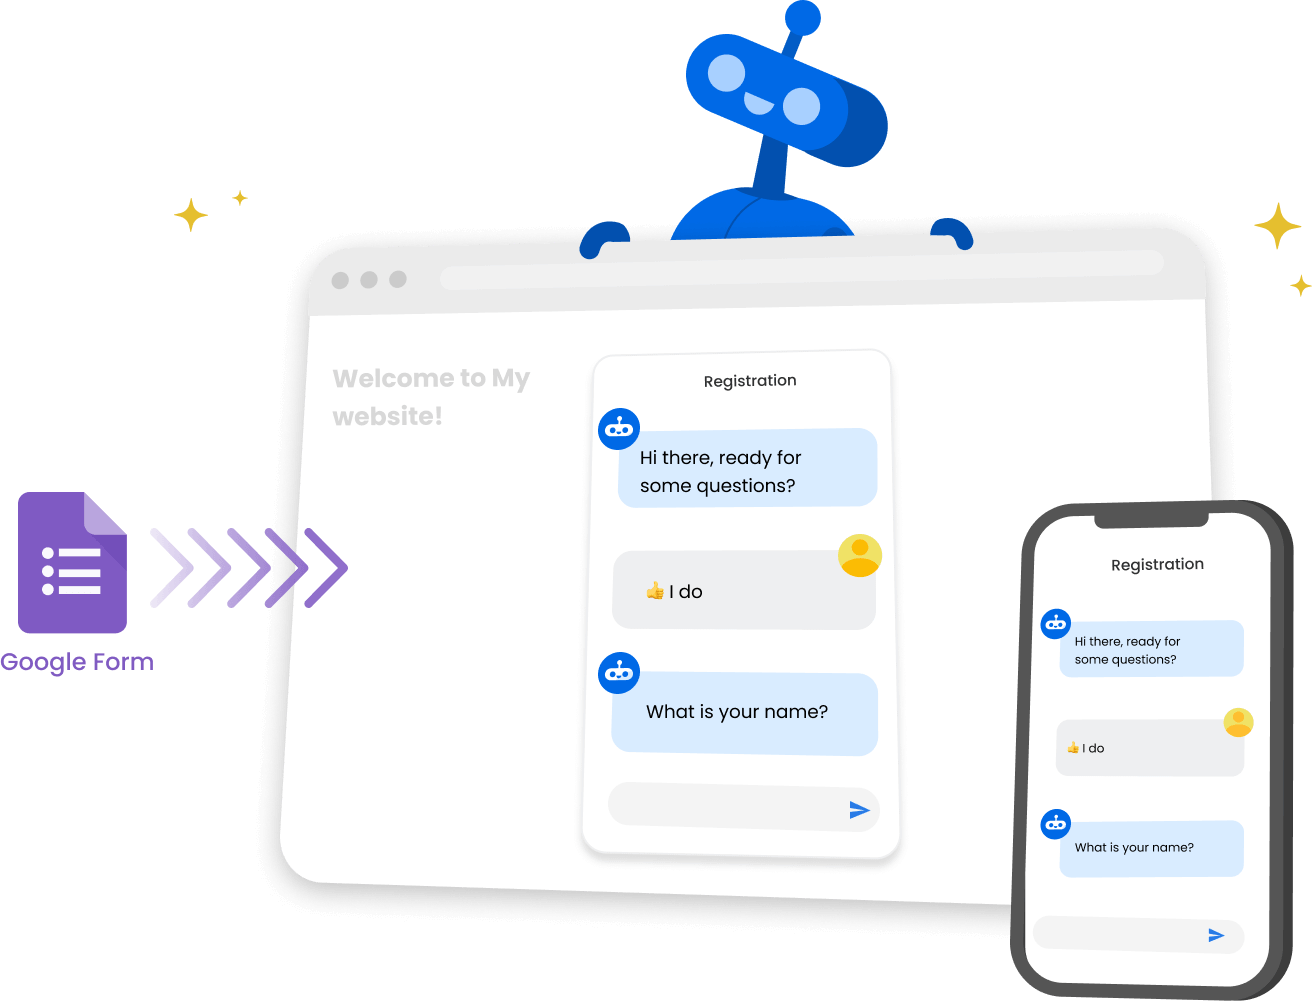 Welcome to My
website!
Registration
Hi there, ready for
some questions?
👍 I do
What is your name?
Google Form
Registration
Hi there, ready for
some questions?
👍 I do
What is your name?